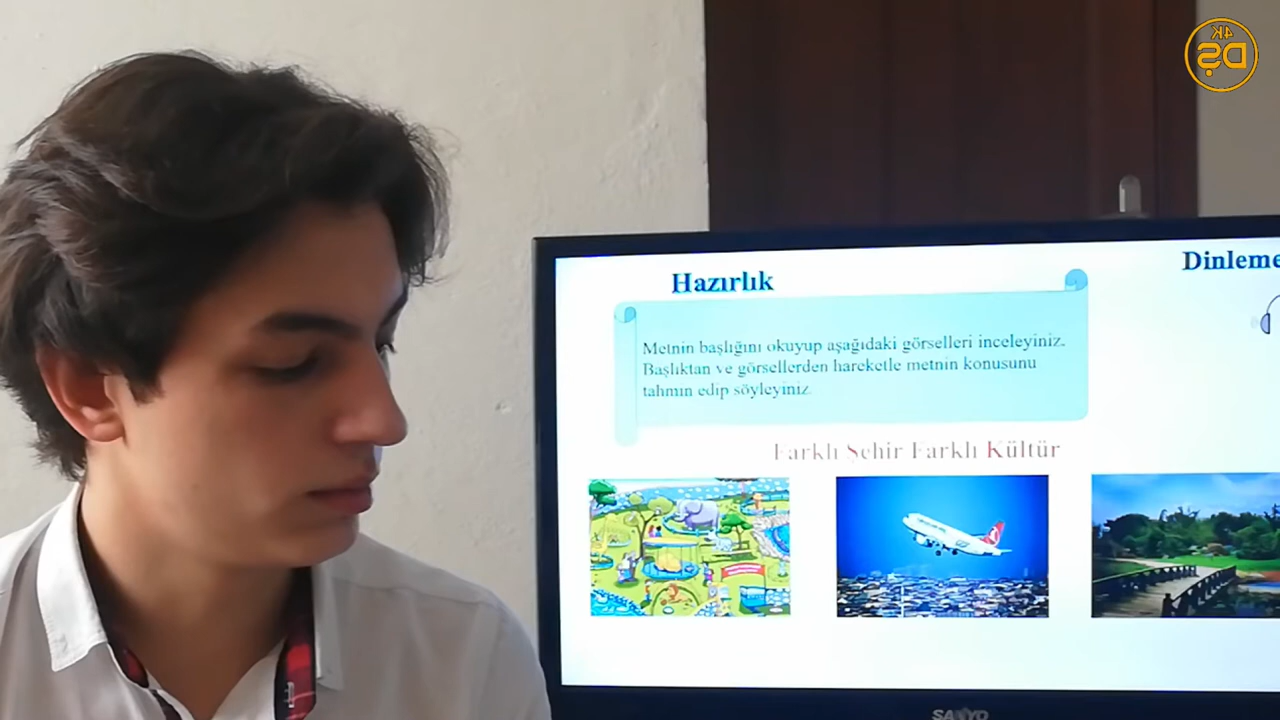 4K
DŞ
Hazırlık
Dinleme
Metnin başlığını okuyup aşağıdaki görselleri inceleyiniz.
Başlıktan ve görsellerden hareketle metnin konusunu
tahmin edip söyleyiniz.
Farklı Şehir Farklı Kültür
SANYO